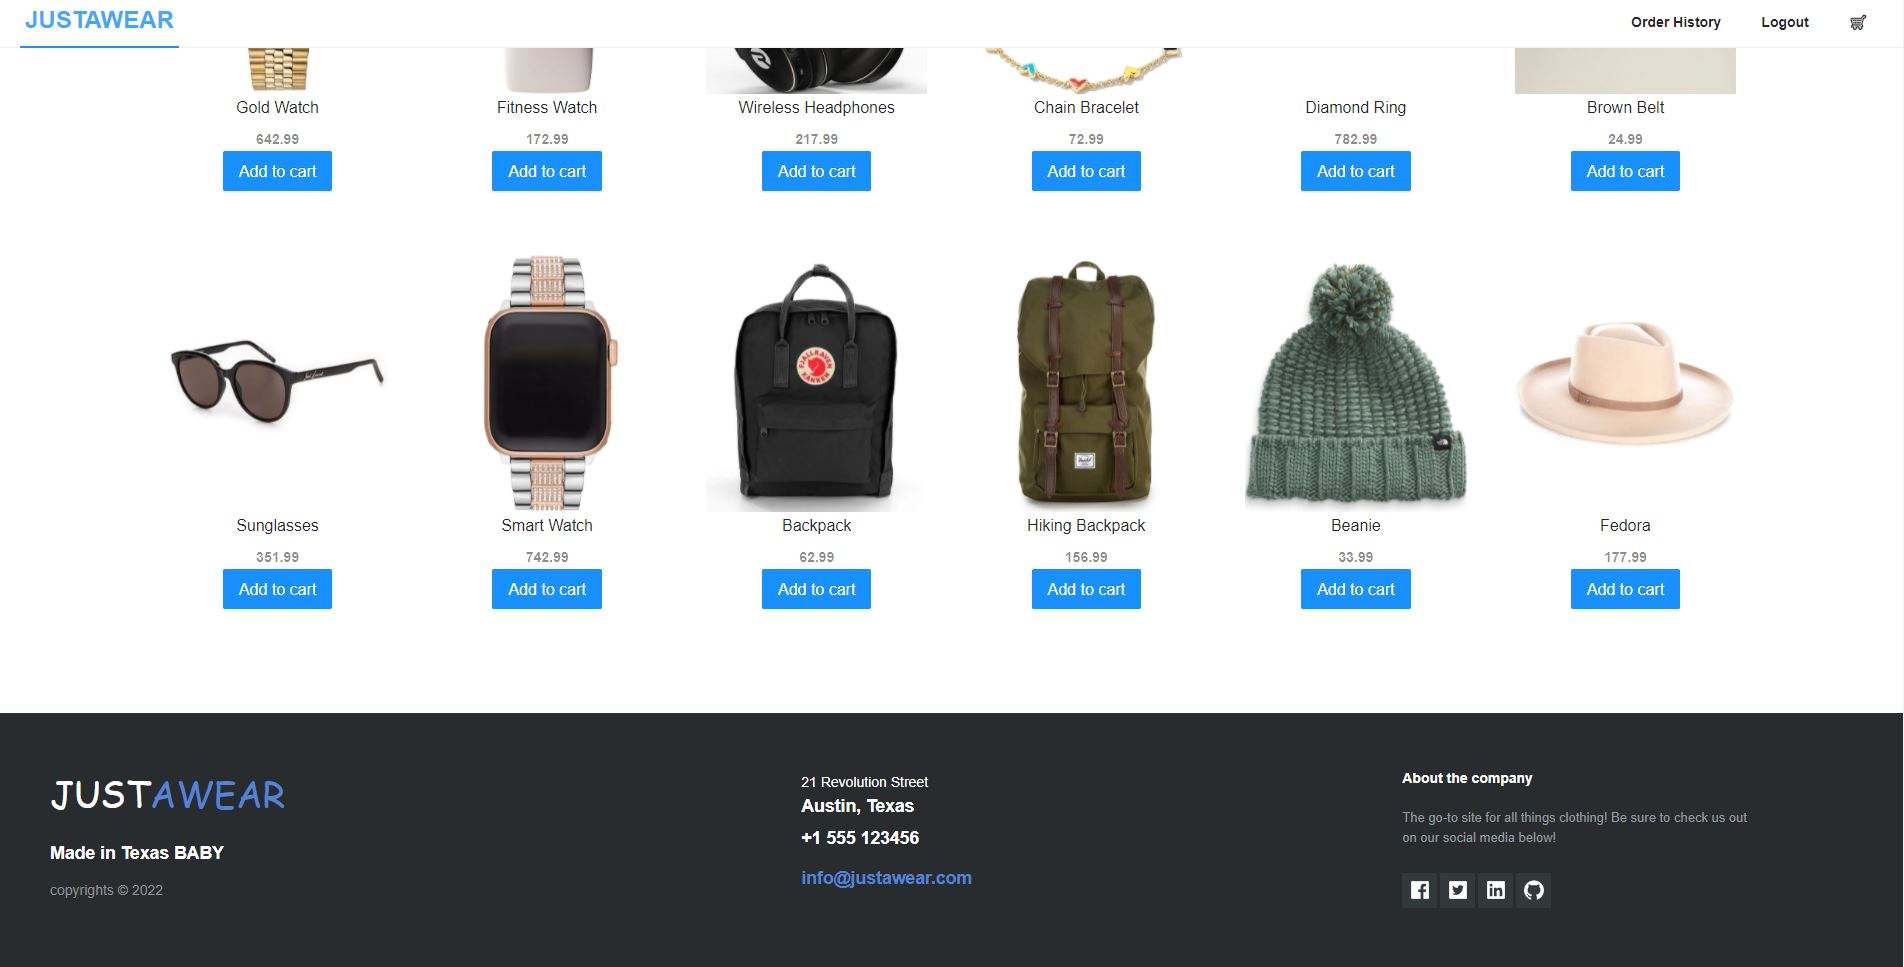 JUSTAWEAR
Order History
Logout
Gold Watch
642.99
Add to cart
Fitness Watch
172.99
Add to cart
Wireless Headphones
217.99
Add to cart
Chain Bracelet
72.99
Add to cart
Diamond Ring
782.99
Add to cart
Brown Belt
24.99
Add to cart
Sunglasses
351.99
Add to cart
Smart Watch
742.99
Add to cart
FJALLRAVEN
KANKEN
Backpack
62.99
Add to cart
Herschel
Hiking Backpack
156.99
Add to cart
Beanie
33.99
Add to cart
Fedora
177.99
Add to cart
JUSTAWEAR
Made in Texas BABY
copyrights © 2022
21 Revolution Street
Austin, Texas
+1 555 123456
info@justawear.com
About the company
The go-to site for all things clothing! Be sure to check us out
on our social media below!